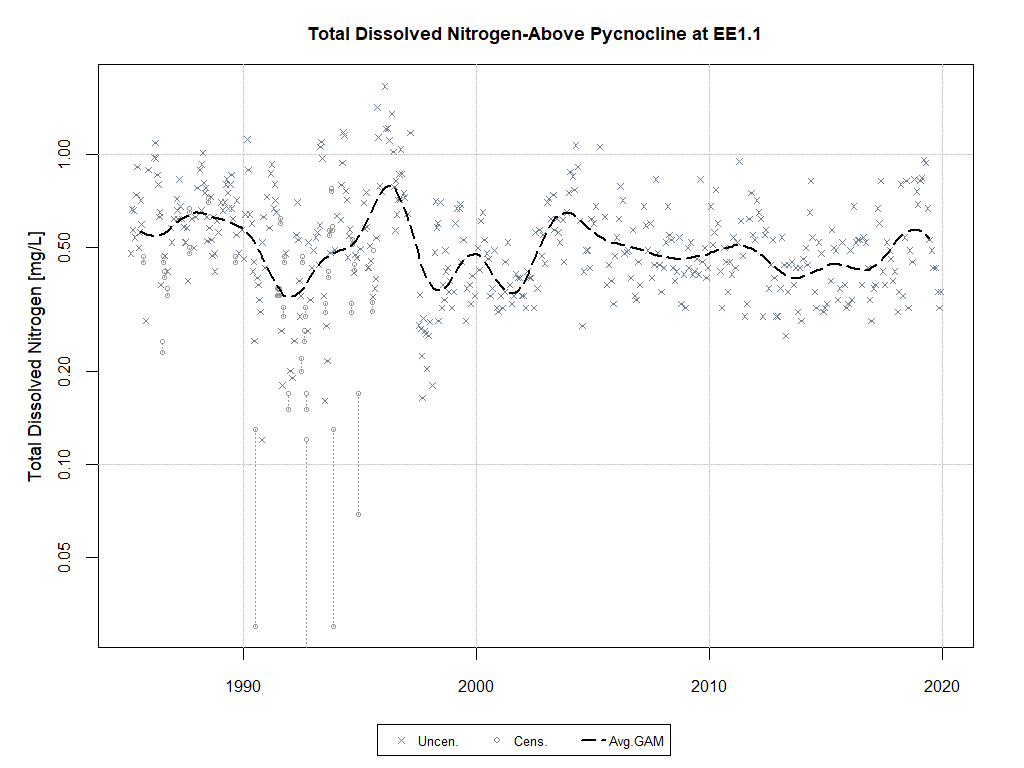 Total Dissolved Nitrogen-Above Pycnocline at EE1.1
Total Dissolved Nitrogen [mg/L]
1.00
0.50
0.20
0.10
0.05
1990
2000
2010
2020
Uncen.
Cens.
Avg.GAM